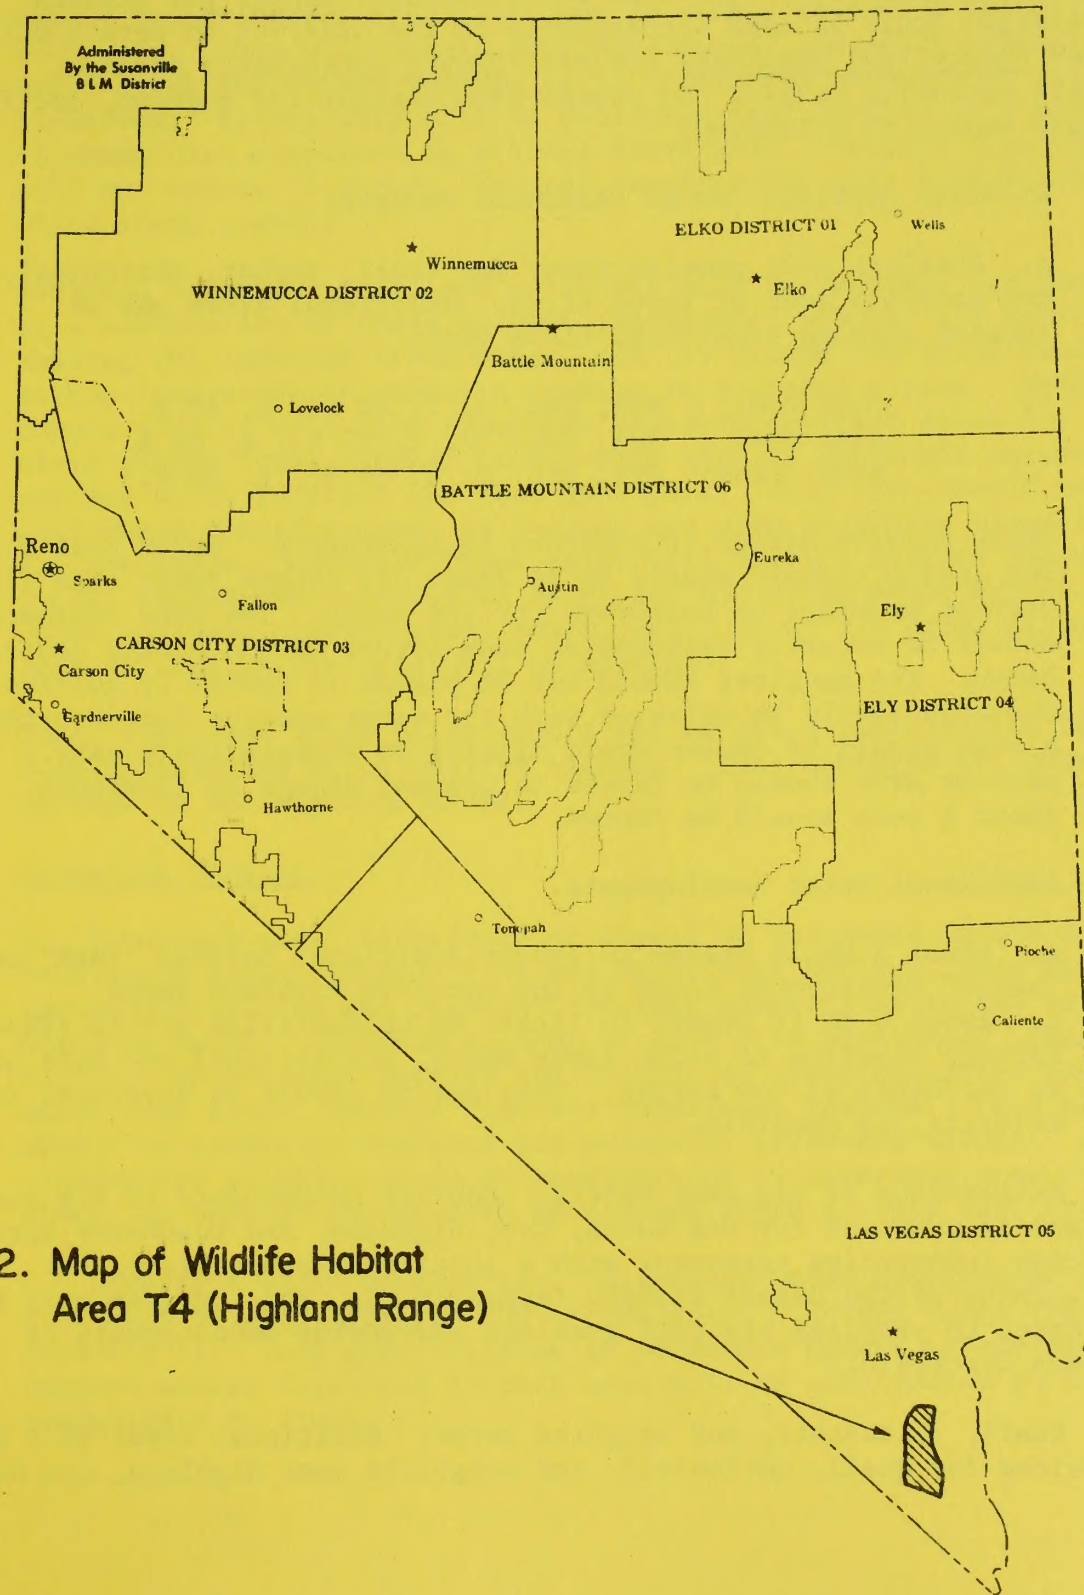 Administered
By the Susanville
B L M District
ELKO DISTRICT 01
Wells
Winnemucca
Elko
WINNEMUCCA DISTRICT 02
Battle Mountain
Lovelock
BATTLE MOUNTAIN DISTRICT 06
Reno
Eureka
Sparks
Austin
Fallon
Ely
CARSON CITY DISTRICT 03
Carson City
ELY DISTRICT 04
Gardnerville
Hawthorne
Tonopah
Pioche
Caliente
LAS VEGAS DISTRICT 05
2. Map of Wildlife Habitat
Area T4 (Highland Range)
Las Vegas